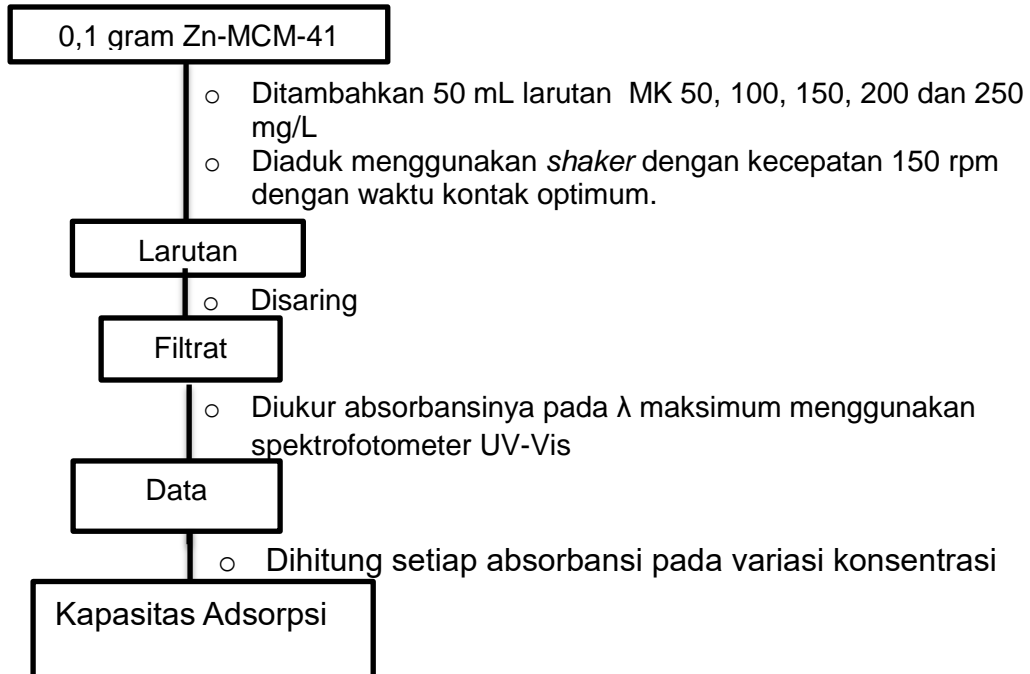 0,1 gram Zn-MCM-41
o Ditambahkan 50 mL larutan MK 50, 100, 150, 200 dan 250
mg/L
o Diaduk menggunakan shaker dengan kecepatan 150 rpm
dengan waktu kontak optimum.
Larutan
o Disaring
Filtrat
o Diukur absorbansinya pada λ maksimum menggunakan
spektrofotometer UV-Vis
Data
o Dihitung setiap absorbansi pada variasi konsentrasi
Kapasitas Adsorpsi